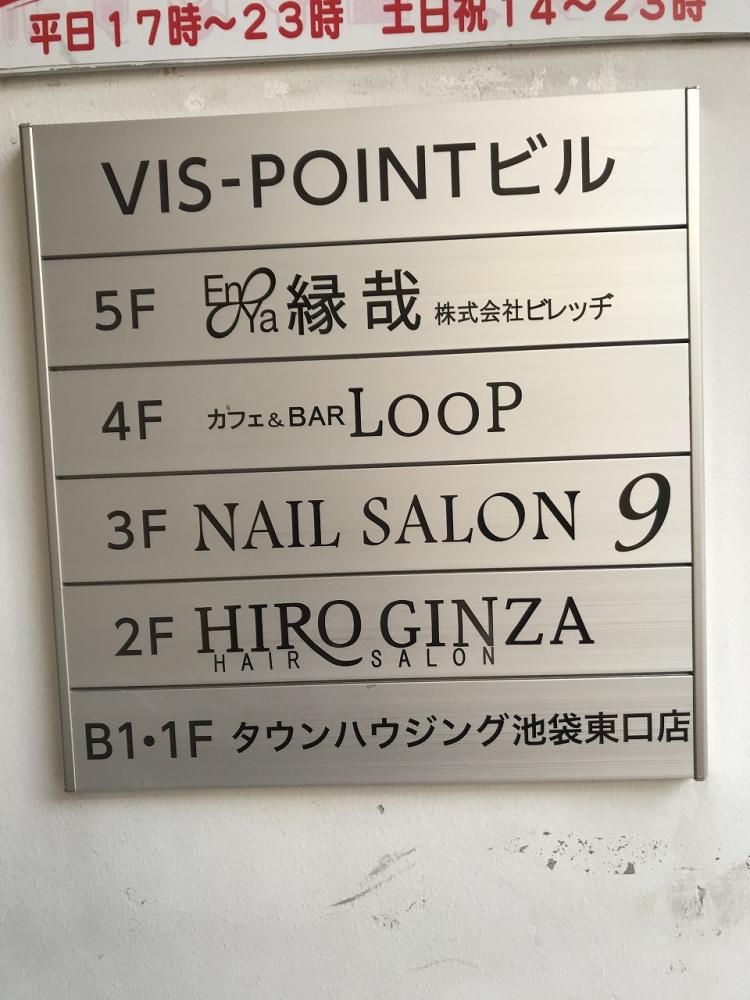 平日17時～23時 土日祝14～23時
VIS-POINTビル
5F EnYa 縁哉 株式会社ビレッヂ
4F カフェ&BAR LOOP
3F NAIL SALON 9
2F HIRO GINZA
HAIR SALON
B1・1F タウンハウジング池袋東口店